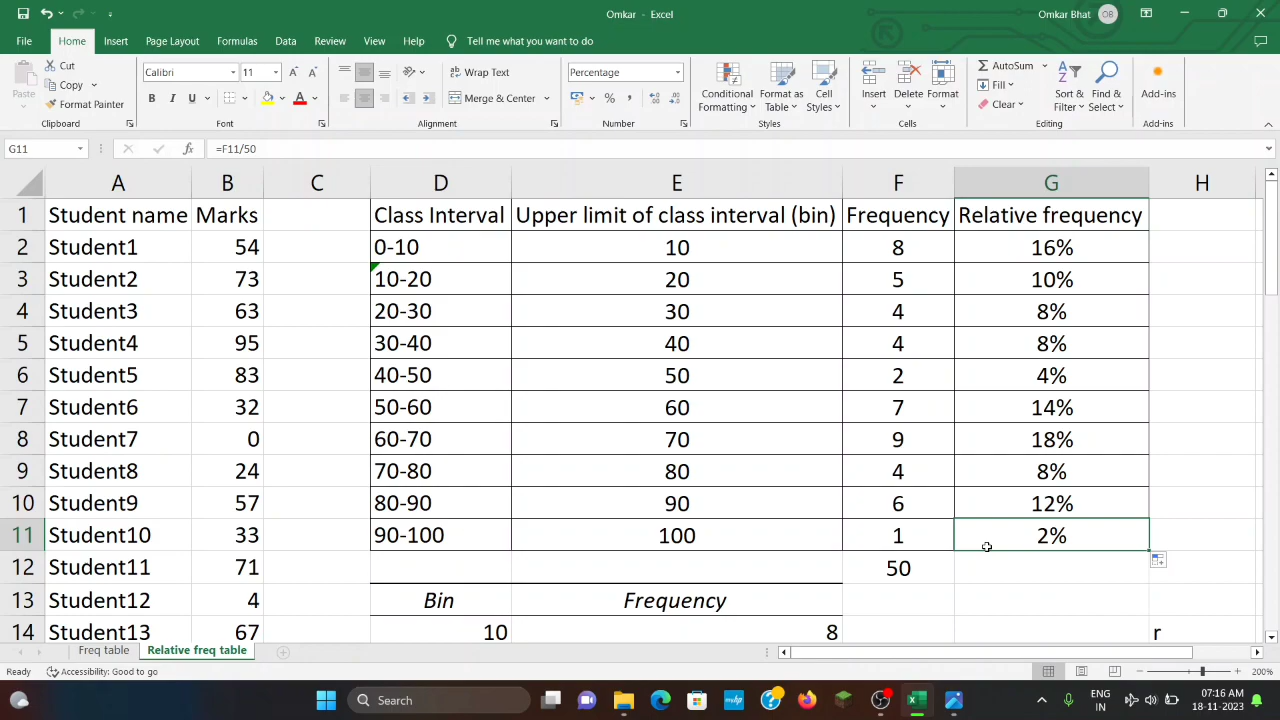 Omkar - Excel
Omkar Bhat OB
File Home Insert Page Layout Formulas Data Review View Help Tell me what you want to do
Paste
Cut
Copy
Format Painter
Clipboard
Calibri 11
B I U
Font
Wrap Text
Merge & Center
Alignment
Percentage
Number
Conditional Formatting
Format as Table
Cell Styles
Styles
Insert Delete Format
Cells
AutoSum
Fill
Clear
Sort & Filter
Find & Select
Editing
Add-ins
Add-ins
G11 fx =F11/50
A B C D E F G H
1 Student name Marks Class Interval Upper limit of class interval (bin) Frequency Relative frequency
2 Student1 54 0-10 10 8 16%
3 Student2 73 10-20 20 5 10%
4 Student3 63 20-30 30 4 8%
5 Student4 95 30-40 40 4 8%
6 Student5 83 40-50 50 2 4%
7 Student6 32 50-60 60 7 14%
8 Student7 0 60-70 70 9 18%
9 Student8 24 70-80 80 4 8%
10 Student9 57 80-90 90 6 12%
11 Student10 33 90-100 100 1 2%
12 Student11 71 50
13 Student12 4 Bin Frequency
14 Student13 67 10 8 r
Freq table Relative freq table
Ready Accessibility: Good to go 200%
Search
ENG
IN
07:16 AM
18-11-2023